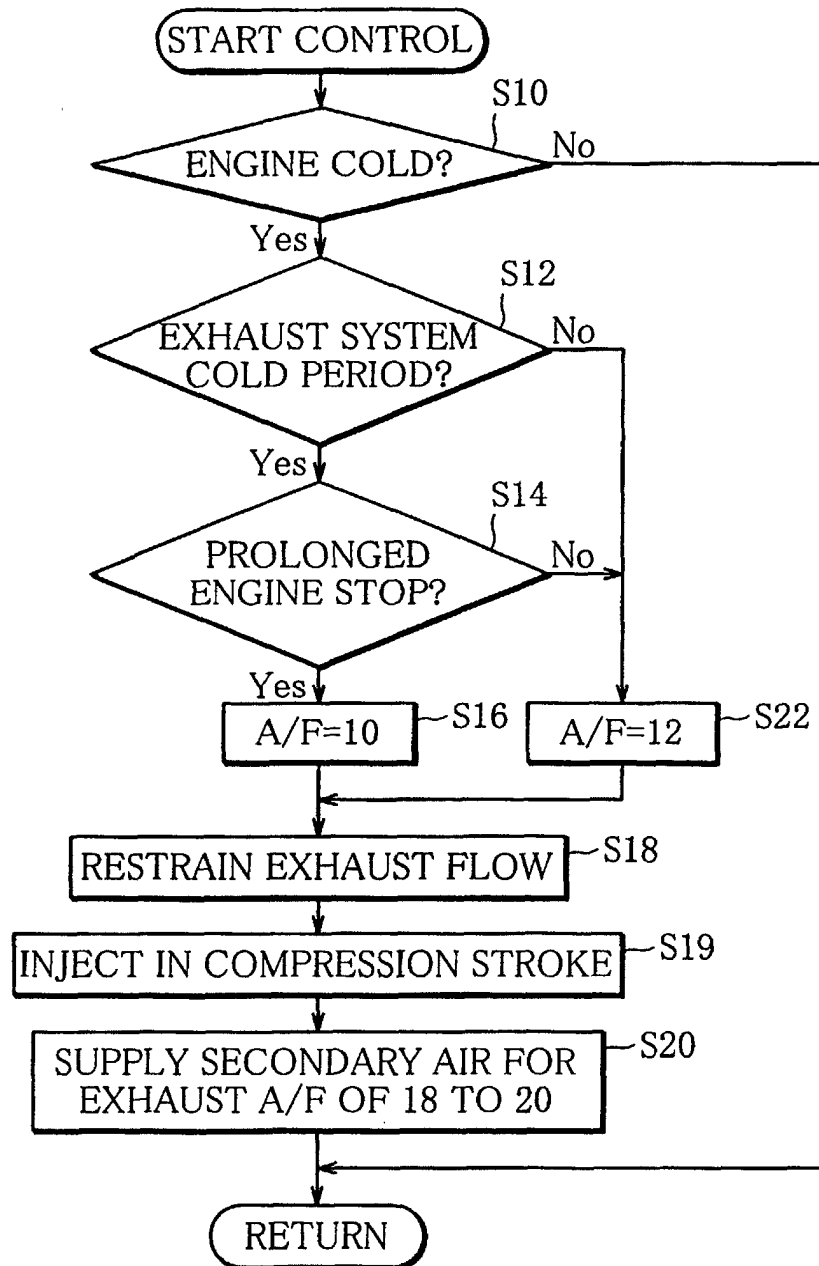 START CONTROL
S10
ENGINE COLD?
No
Yes
S12
EXHAUST SYSTEM
COLD PERIOD?
No
Yes
S14
PROLONGED
ENGINE STOP?
No
Yes
A/F=10
S16
A/F=12
S22
RESTRAIN EXHAUST FLOW
S18
INJECT IN COMPRESSION STROKE
S19
SUPPLY SECONDARY AIR FOR
EXHAUST A/F OF 18 TO 20
S20
RETURN